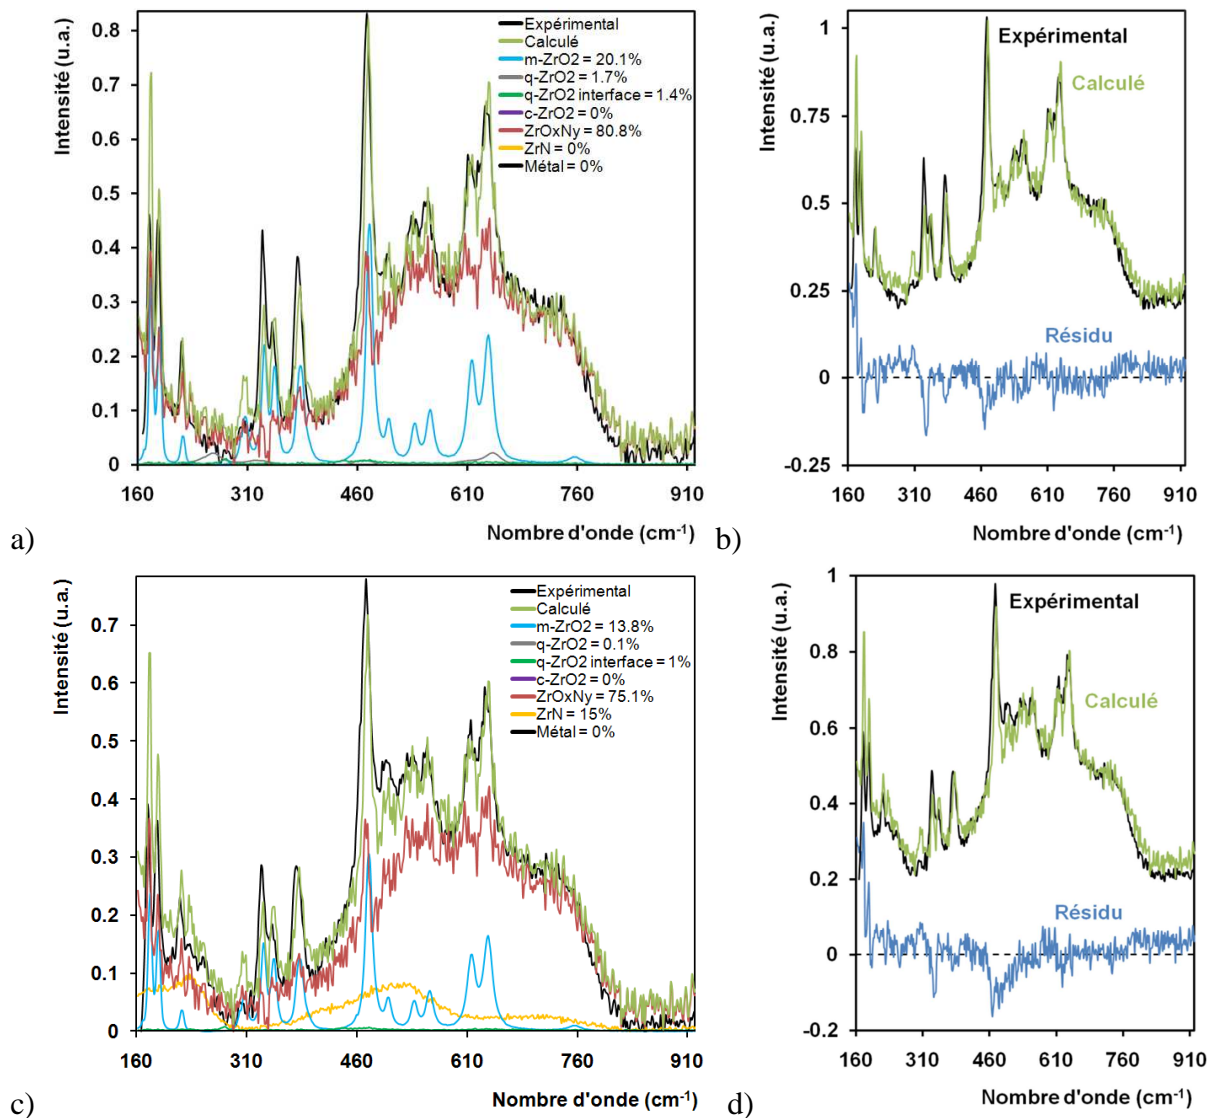 Intensité (u.a.)
0.8
0.7
0.6
0.5
0.4
0.3
0.2
0.1
0
Expérimental
Calculé
m-ZrO2 = 20.1%
q-ZrO2 = 1.7%
q-ZrO2 interface = 1.4%
c-ZrO2 = 0%
ZrOxNy = 80.8%
ZrN = 0%
Métal = 0%
160 310 460 610 760 910
Nombre d'onde (cm-1)
a)
Intensité (u.a.)
1
0.75
0.5
0.25
0
-0.25
Expérimental
Calculé
Résidu
160 310 460 610 760 910
Nombre d'onde (cm-1)
b)
Intensité (u.a.)
0.7
0.6
0.5
0.4
0.3
0.2
0.1
0
Expérimental
Calculé
m-ZrO2 = 13.8%
q-ZrO2 = 0.1%
q-ZrO2 interface = 1%
c-ZrO2 = 0%
ZrOxNy = 75.1%
ZrN = 15%
Métal = 0%
160 310 460 610 760 910
Nombre d'onde (cm-1)
c)
Intensité (u.a.)
1
0.8
0.6
0.4
0.2
0
-0.2
Expérimental
Calculé
Résidu
160 310 460 610 760 910
Nombre d'onde (cm-1)
d)